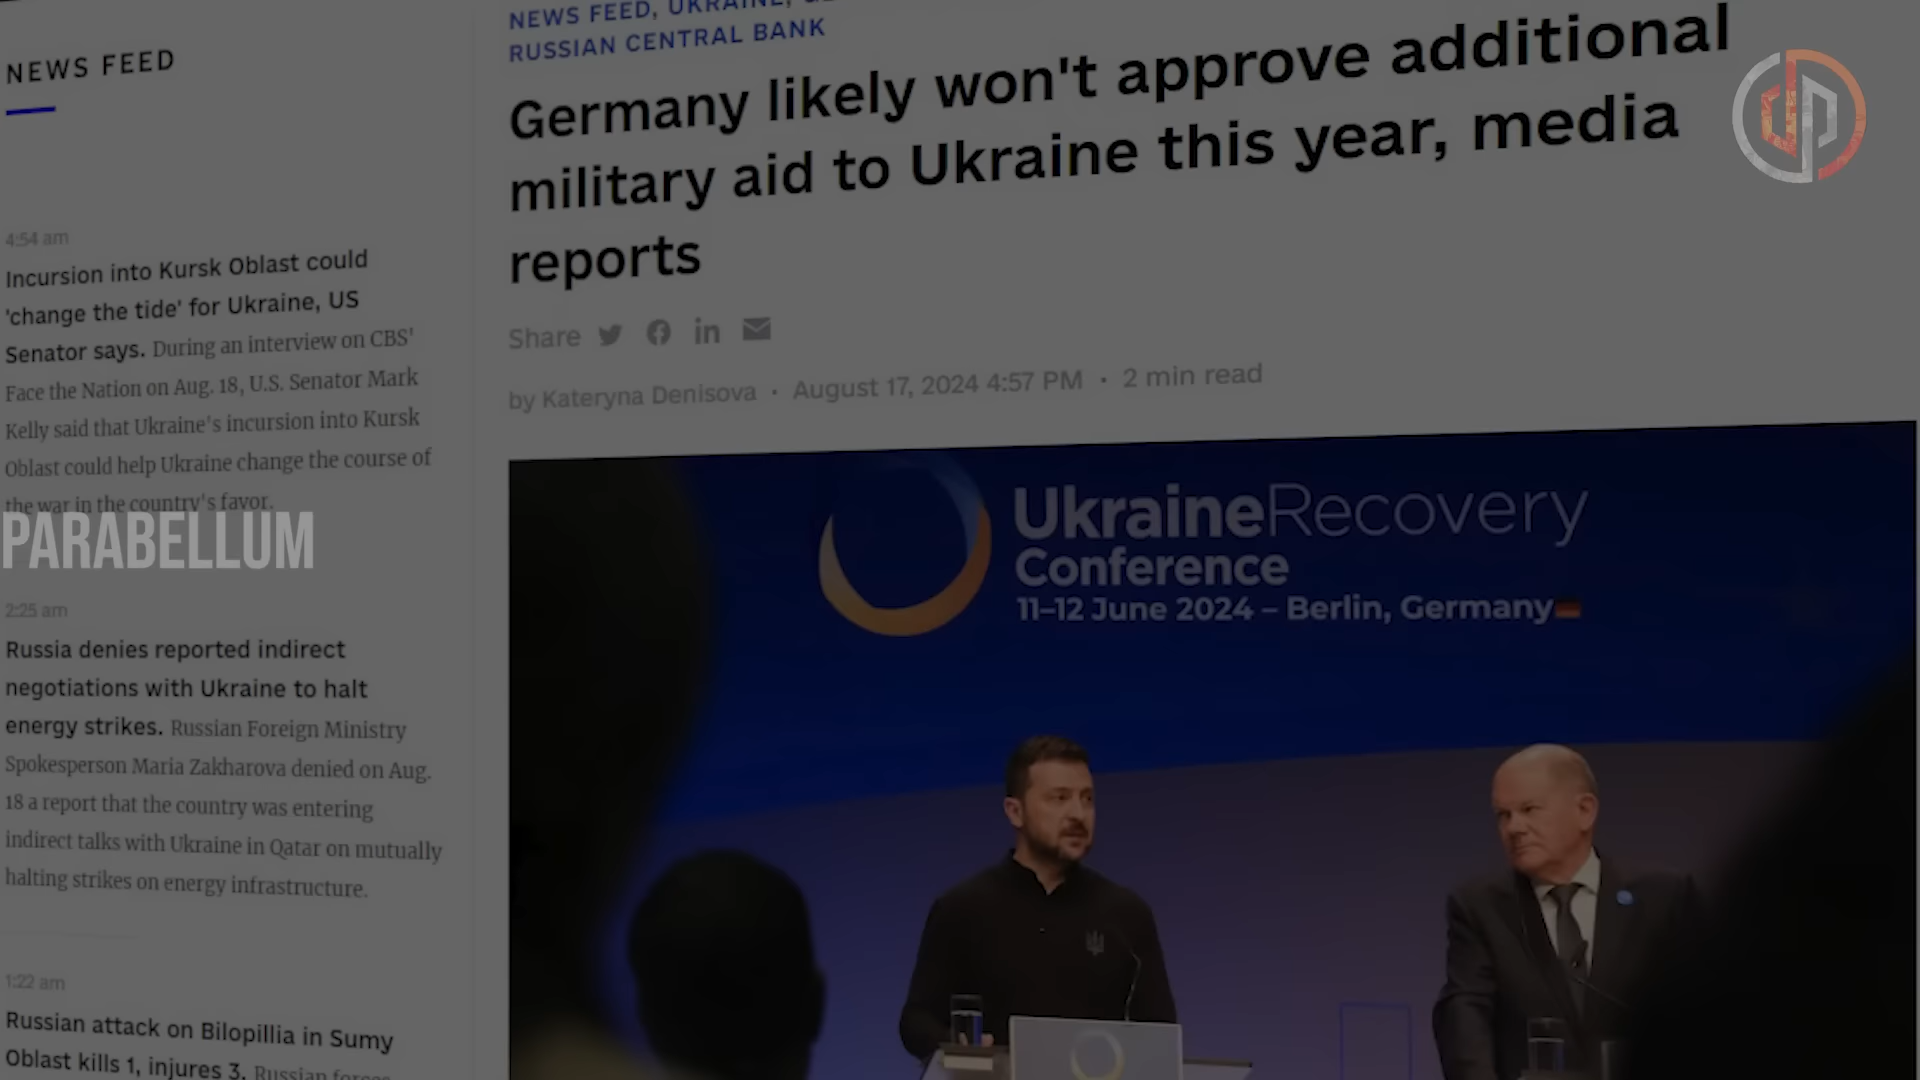 NEWS FEED
4:54 am
Incursion into Kursk Oblast could
'change the tide' for Ukraine, US
Senator says. During an interview on CBS'
Face the Nation on Aug. 18, U.S. Senator Mark
Kelly said that Ukraine's incursion into Kursk
Oblast could help Ukraine change the course of
the war in the country's favor.
PARABELLUM
2:25 am
Russia denies reported indirect
negotiations with Ukraine to halt
energy strikes. Russian Foreign Ministry
Spokesperson Maria Zakharova denied on Aug.
18 a report that the country was entering
indirect talks with Ukraine in Qatar on mutually
halting strikes on energy infrastructure.
1:22 am
Russian attack on Bilopillia in Sumy
Oblast kills 1, injures 3. Russian forces
NEWS FEED, UKRAINE,
RUSSIAN CENTRAL BANK
Germany likely won't approve additional
military aid to Ukraine this year, media
reports
Share
by Kateryna Denisova · August 17, 2024 4:57 PM · 2 min read
UkraineRecovery
Conference
11–12 June 2024 – Berlin, Germany